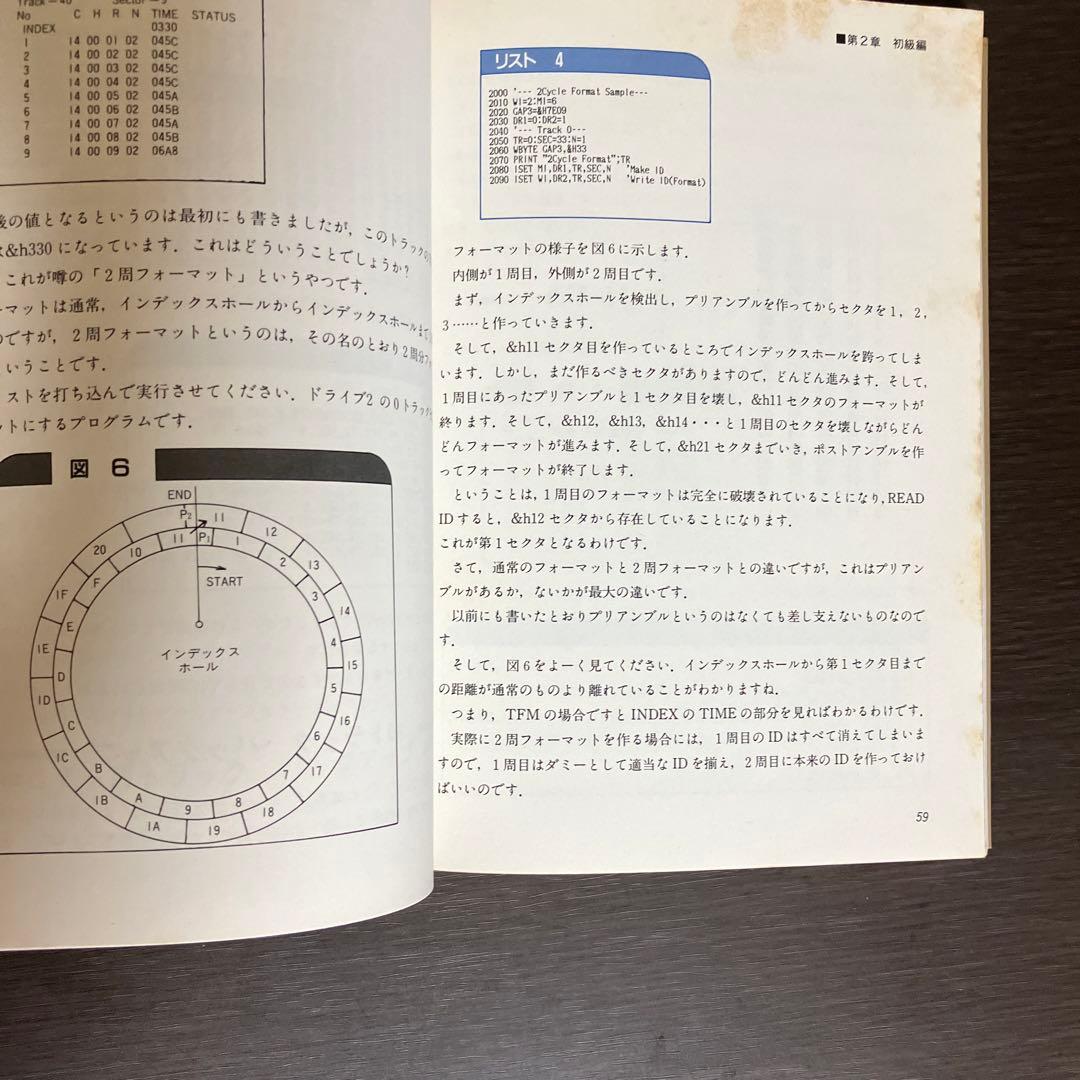 No C H R N TIME STATUS
INDEX 0330
1 14 00 01 02 045C
2 14 00 02 02 045C
3 14 00 03 02 045C
4 14 00 04 02 045C
5 14 00 05 02 045A
6 14 00 06 02 045B
7 14 00 07 02 045A
8 14 00 08 02 045B
9 14 00 09 02 06A8
後の値となるというのは最初にも書きましたが，このトラックの
&h330になっています．これはどういうことでしょうか？
これが噂の「２周フォーマット」というやつです．
ーマットは通常，インデックスホールからインデックスホールまで
のですが，２周フォーマットというのは，その名のとおり２周分フ
いうことです．
リストを打ち込んで実行させてください．ドライブ2 の0トラック
ットにするプログラムです．
図 6
END
P2 11 12 13 14 15 16 17 18 19 1A 1B 1C 1D 1E 1F 20
P1 1 2 3 4 5 6 7 8 9 A B C D E F 10 11
START
インデックス
ホール
■第２章 初級編
リスト 4
2000 '--- 2Cycle Format Sample---
2010 WI=2:MI=6
2020 GAP3=&H7E09
2030 DR1=0:DR2=1
2040 '--- Track 0---
2050 TR=0:SEC=33:N=1
2060 WBYTE GAP3,&H33
2070 PRINT "2Cycle Format";TR
2080 ISET MI,DR1,TR,SEC,N 'Make ID
2090 ISET WI,DR2,TR,SEC,N 'Write ID(Format)
フォーマットの様子を図６に示します．
内側が１周目，外側が２周目です．
まず，インデックスホールを検出し，プリアンブルを作ってからセクタを１，２，
３……と作っていきます．
そして，&h11セクタ目を作っているところでインデックスホールを跨ってしま
います．しかし，まだ作るべきセクタがありますので，どんどん進みます．そして，
１周目にあったプリアンブルと１セクタ目を壊し，&h11セクタのフォーマットが
終ります．そして，&h12，&h13，&h14・・・と１周目のセクタを壊しながらどん
どんフォーマットが進みます．そして，&h21セクタまでいき，ポストアンブルを作
ってフォーマットが終了します．
ということは，１周目のフォーマットは完全に破壊されていることになり，READ
IDすると，&h12セクタから存在していることになります．
これが第１セクタとなるわけです．
さて，通常のフォーマットと２周フォーマットとの違いですが，これはプリアン
ブルがあるか，ないかが最大の違いです．
以前にも書いたとおりプリアンブルというのはなくても差し支えないものなので
す．
そして，図６をよーく見てください．インデックスホールから第１セクタ目まで
の距離が通常のものより離れていることがわかりますね．
つまり，TFMの場合ですとINDEXのTIMEの部分を見ればわかるわけです．
実際に２周フォーマットを作る場合には，１周目のIDはすべて消えてしまいま
すので，１周目はダミーとして適当なIDを揃え，２周目に本来のIDを作っておけ
ばいいのです．
59